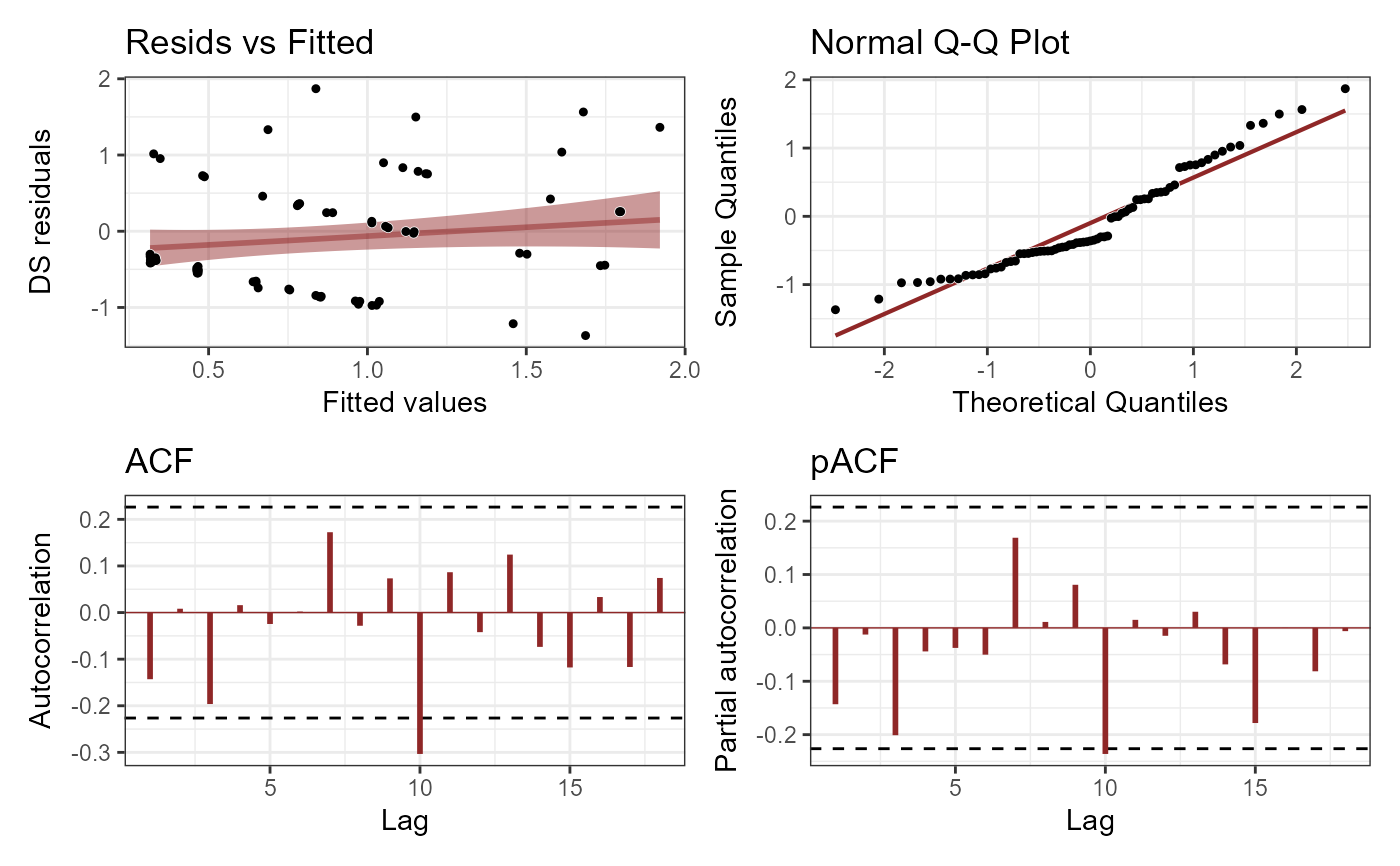 Resids vs Fitted
DS residuals
2
1
0
-1
0.5 1.0 1.5 2.0
Fitted values
Normal Q-Q Plot
Sample Quantiles
2
1
0
-1
-2 -1 0 1 2
Theoretical Quantiles
ACF
Autocorrelation
0.2
0.1
0.0
-0.1
-0.2
-0.3
5 10 15
Lag
pACF
Partial autocorrelation
0.2
0.1
0.0
-0.1
-0.2
5 10 15
Lag